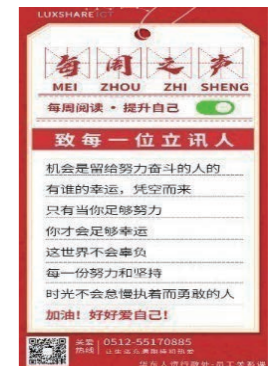 LUXSHARE ICT
每周之声
MEI ZHOU ZHI SHENG
每周阅读·提升自己
致每一位立讯人
机会是留给努力奋斗的人的
有谁的幸运，凭空而来
只有当你足够努力
你才会足够幸运
这世界不会辜负
每一份努力和坚持
时光不会怠慢执着而勇敢的人
加油！好好爱自己！
关爱热线 0512-55170885